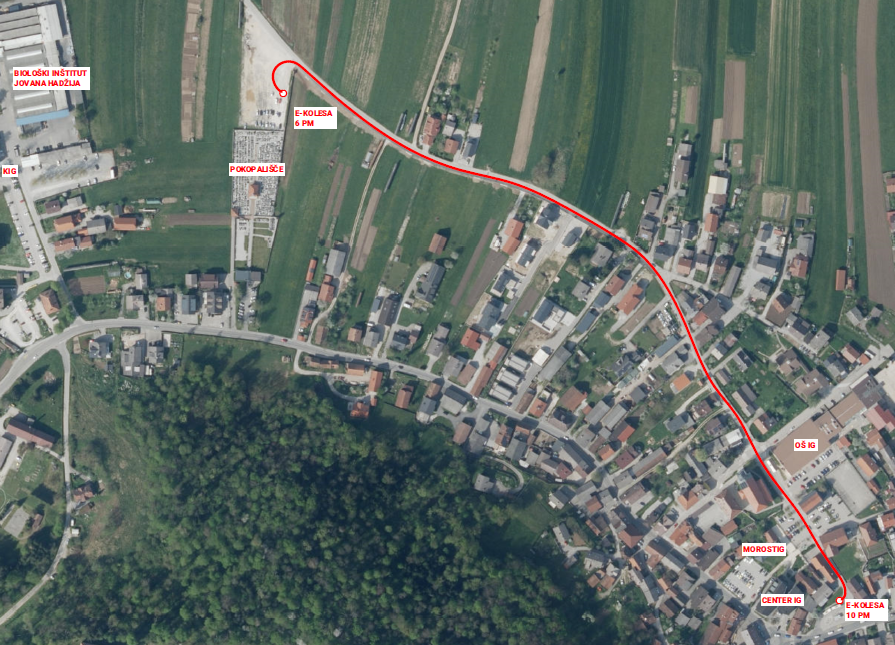 BIOLOŠKI INŠTITUT
JOVANA HADŽIJA
E-KOLESA
6 PM
KIG
POKOPALIŠČE
OŠ IG
MOROSTIG
CENTER IG
E-KOLESA
10 PM